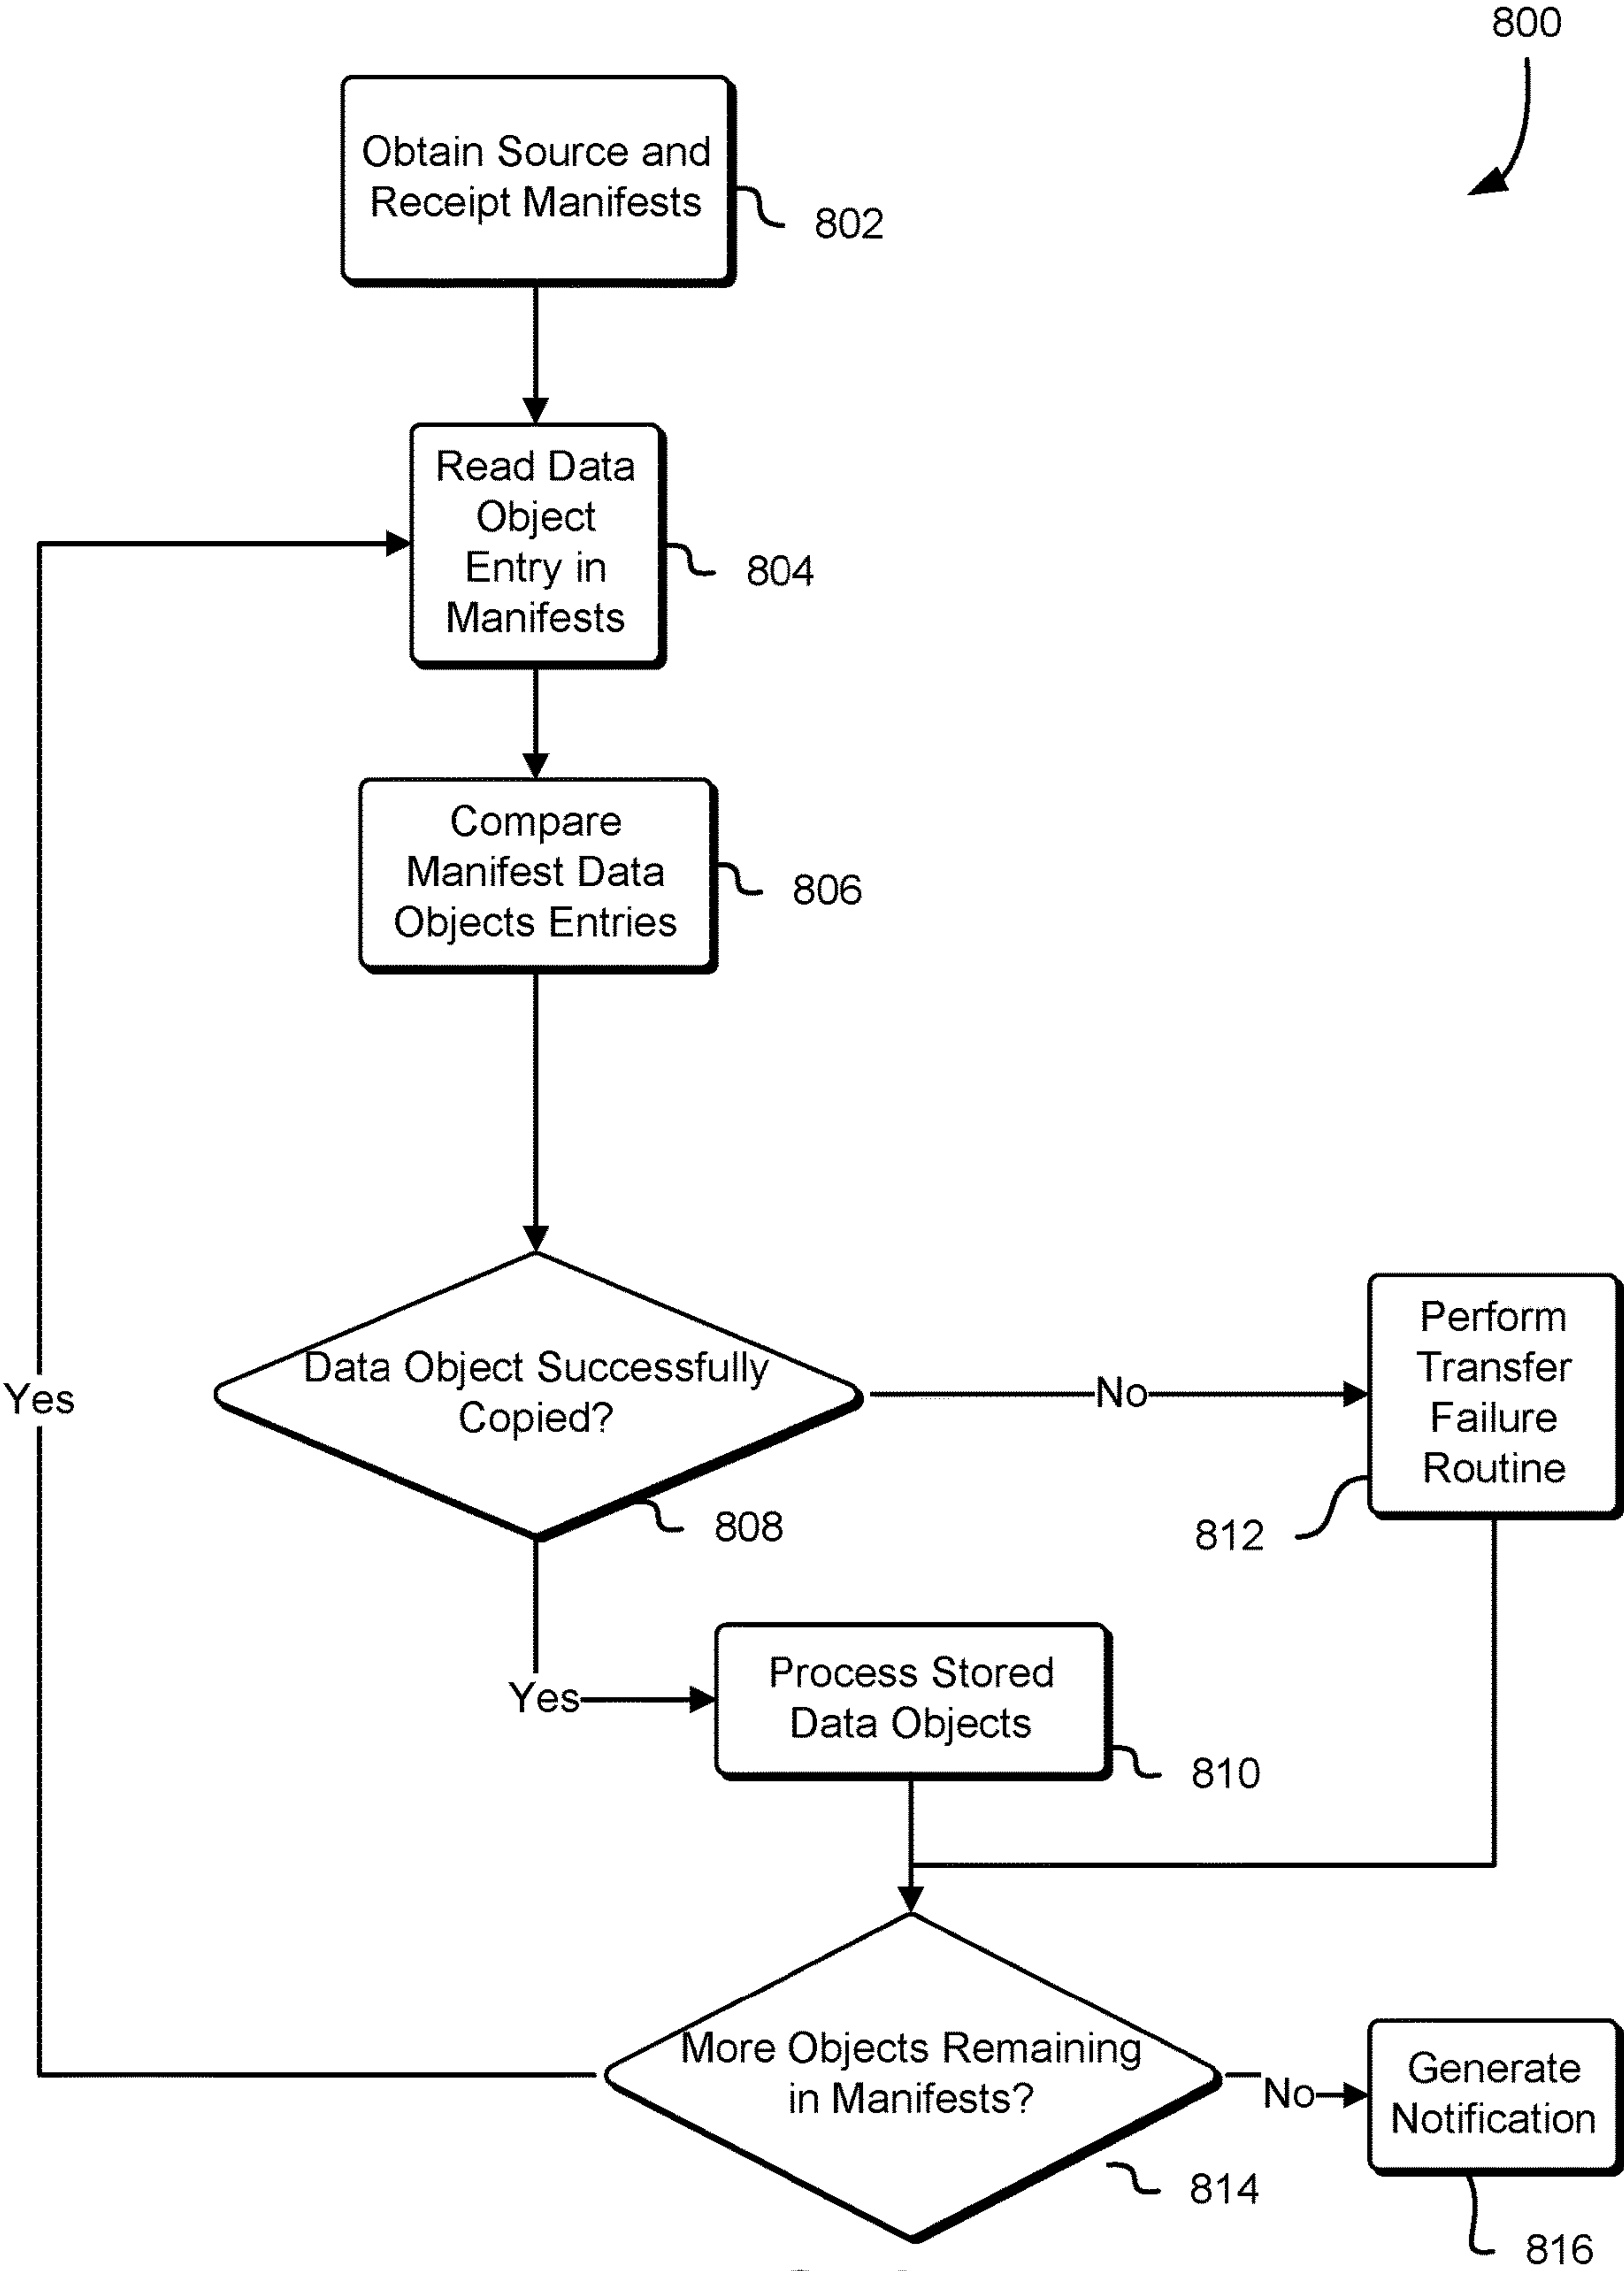 800
Obtain Source and
Receipt Manifests
802
Read Data
Object
Entry in
Manifests
804
Compare
Manifest Data
Objects Entries
806
Data Object Successfully
Copied?
808
No
Perform
Transfer
Failure
Routine
812
Yes
Yes
Process Stored
Data Objects
810
More Objects Remaining
in Manifests?
814
No
Generate
Notification
816